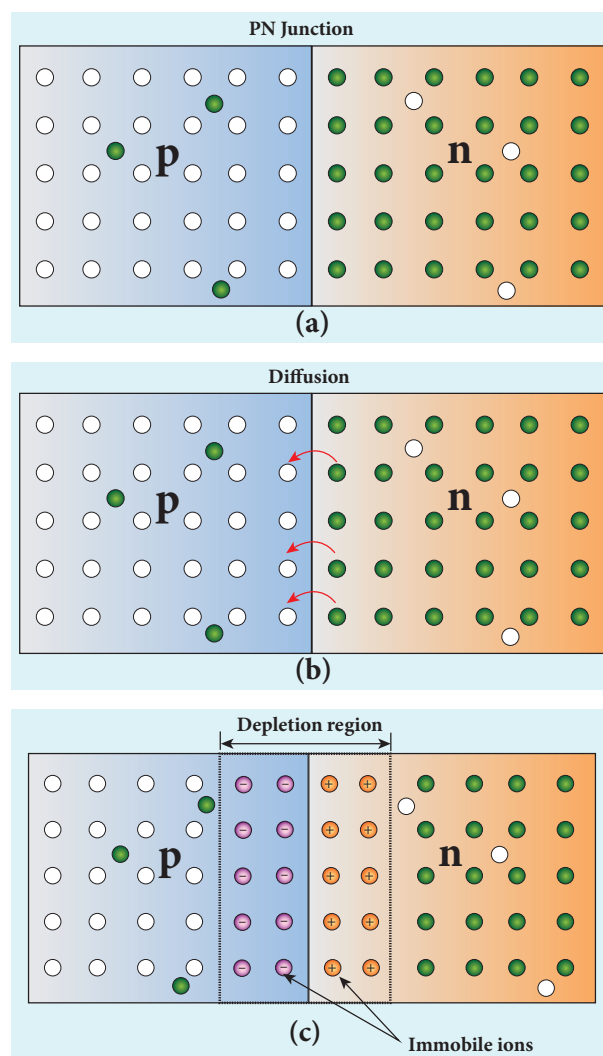 PN Junction
p
n
(a)
Diffusion
p
n
(b)
Depletion region
− − + +
− − + +
p
n
− − + +
− − + +
− − + +
(c)
Immobile ions